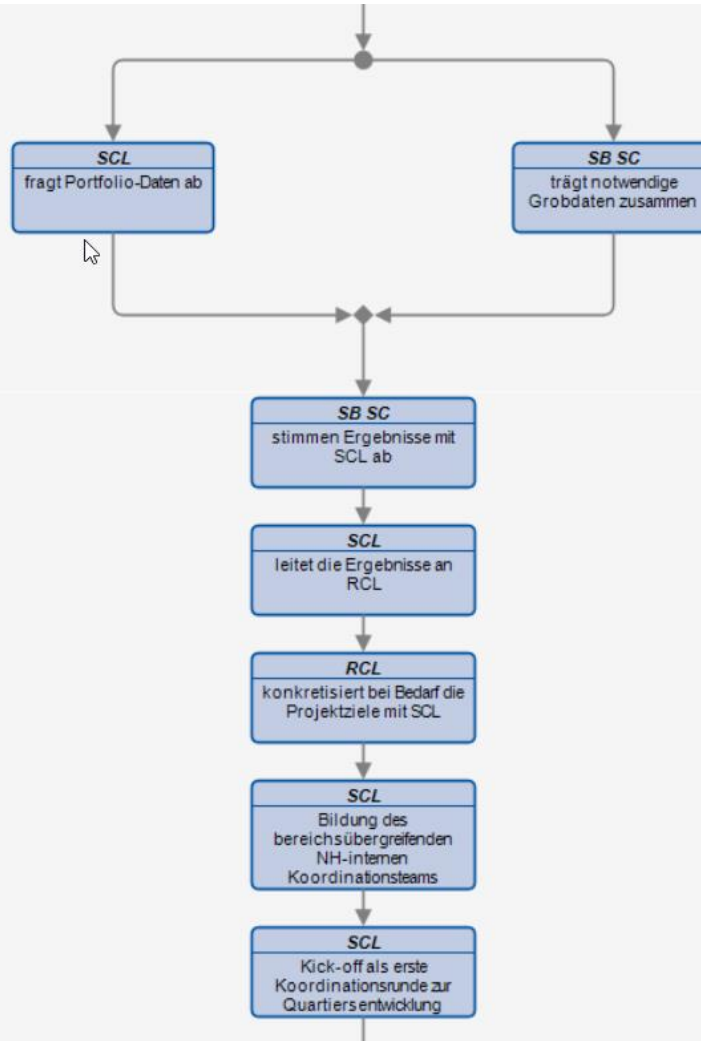 SCL
fragt Portfolio-Daten ab
SB SC
trägt notwendige
Grobdaten zusammen
SB SC
stimmen Ergebnisse mit
SCL ab
SCL
leitet die Ergebnisse an
RCL
RCL
konkretisiert bei Bedarf die
Projektziele mit SCL
SCL
Bildung des
bereichsübergreifenden
NH-internen
Koordinationsteams
SCL
Kick-off als erste
Koordinationsrunde zur
Quartiersentwicklung